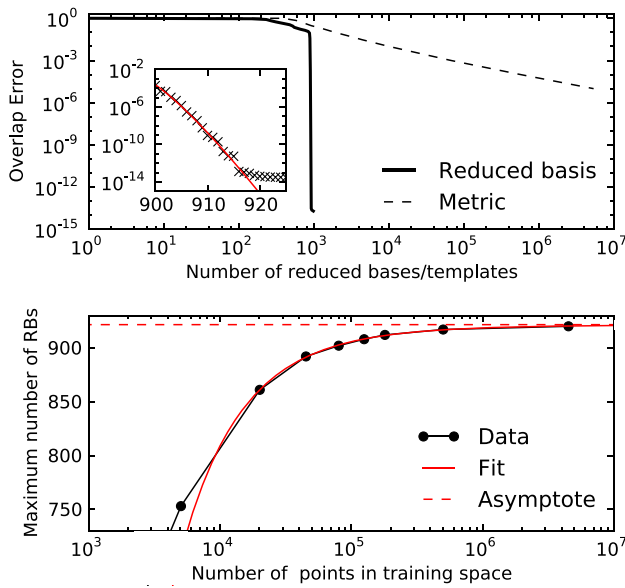 10^0
10^-3
10^-6
10^-9
10^-12
10^-15
Overlap Error
10^-2
10^-6
10^-10
10^-14
900 910 920
Reduced basis
Metric
10^0 10^1 10^2 10^3 10^4 10^5 10^6 10^7
Number of reduced bases/templates
900
850
800
750
Maximum number of RBs
Data
Fit
Asymptote
10^3 10^4 10^5 10^6 10^7
Number of points in training space